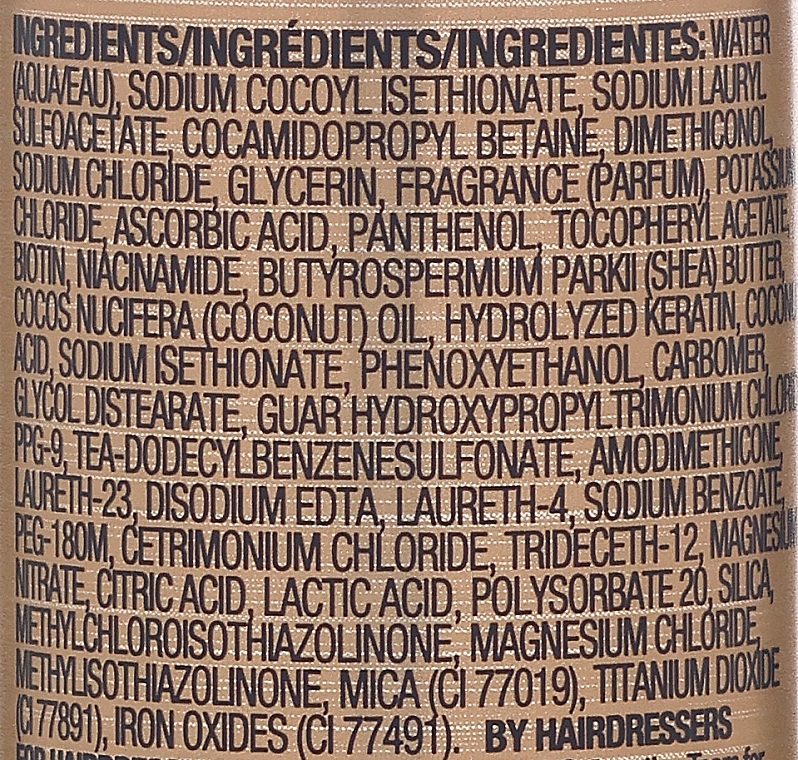 INGREDIENTS/INGRÉDIENTS/INGREDIENTES: WATER
(AQUA/EAU), SODIUM COCOYL ISETHIONATE, SODIUM LAURYL
SULFOACETATE, COCAMIDOPROPYL BETAINE, DIMETHICONOL,
SODIUM CHLORIDE, GLYCERIN, FRAGRANCE (PARFUM), POTASSIUM
CHLORIDE, ASCORBIC ACID, PANTHENOL, TOCOPHERYL ACETATE,
BIOTIN, NIACINAMIDE, BUTYROSPERMUM PARKII (SHEA) BUTTER,
COCOS NUCIFERA (COCONUT) OIL, HYDROLYZED KERATIN, COCON
ACID, SODIUM ISETHIONATE, PHENOXYETHANOL, CARBOMER,
GLYCOL DISTEARATE, GUAR HYDROXYPROPYLTRIMONIUM CHLORI
PPG-9, TEA-DODECYLBENZENESULFONATE, AMODIMETHICONE,
LAURETH-23, DISODIUM EDTA, LAURETH-4, SODIUM BENZOATE,
PEG-180M, CETRIMONIUM CHLORIDE, TRIDECETH-12, MAGNESIUM
NITRATE, CITRIC ACID, LACTIC ACID, POLYSORBATE 20, SILICA,
METHYLCHLOROISOTHIAZOLINONE, MAGNESIUM CHLORIDE,
METHYLISOTHIAZOLINONE, MICA (CI 77019), TITANIUM DIOXIDE
(CI 77891), IRON OXIDES (CI 77491). BY HAIRDRESSERS